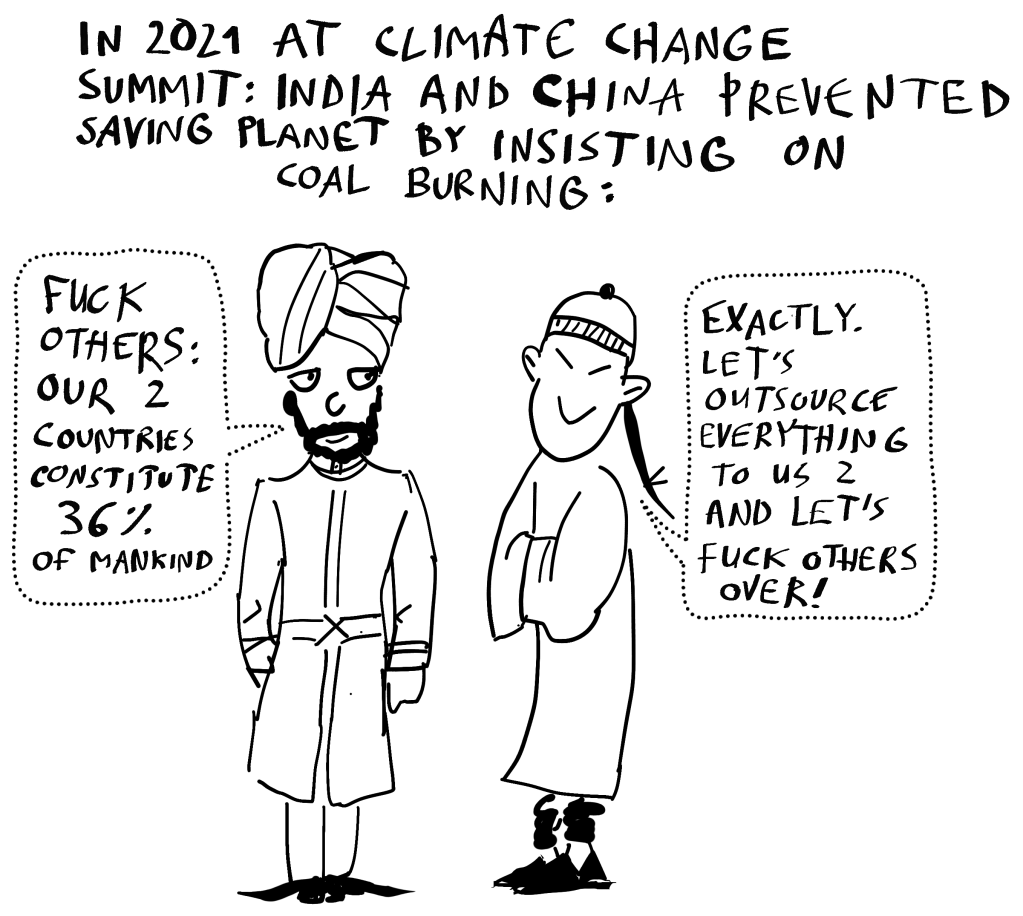 IN 2021 AT CLIMATE CHANGE
SUMMIT: INDIA AND CHINA PREVENTED
SAVING PLANET BY INSISTING ON
COAL BURNING:
FUCK
OTHERS:
OUR 2
COUNTRIES
CONSTITUTE
36%
OF MANKIND
EXACTLY.
LET'S
OUTSOURCE
EVERYTHING
TO US 2
AND LET'S
FUCK OTHERS
OVER!